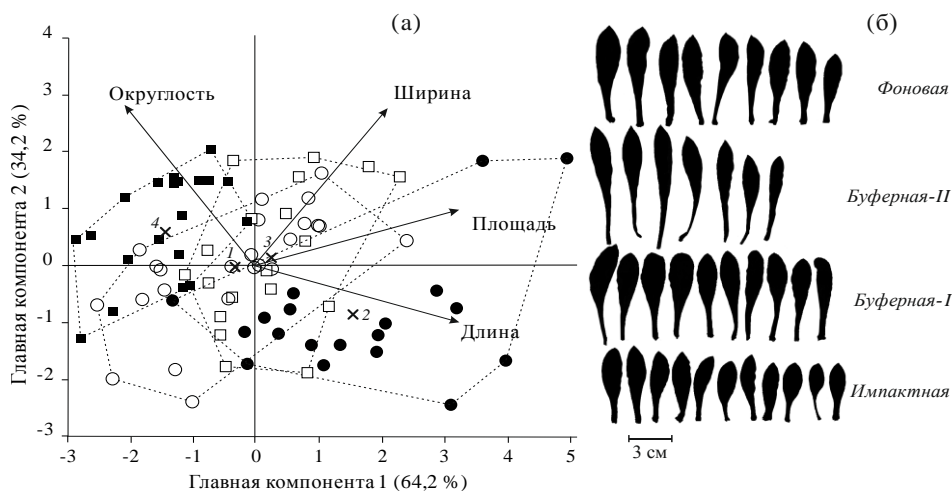 (а)
(б)
4
3
2
1
0
-1
-2
-3
-3
-2
-1
0
1
2
3
4
5
Главная компонента 2 (34,2 %)
Главная компонента 1 (64,2 %)
Округлость
Ширина
Площадь
Длина
4
1
3
2
Фоновая
Буферная-II
Буферная-I
Импактная
3 см